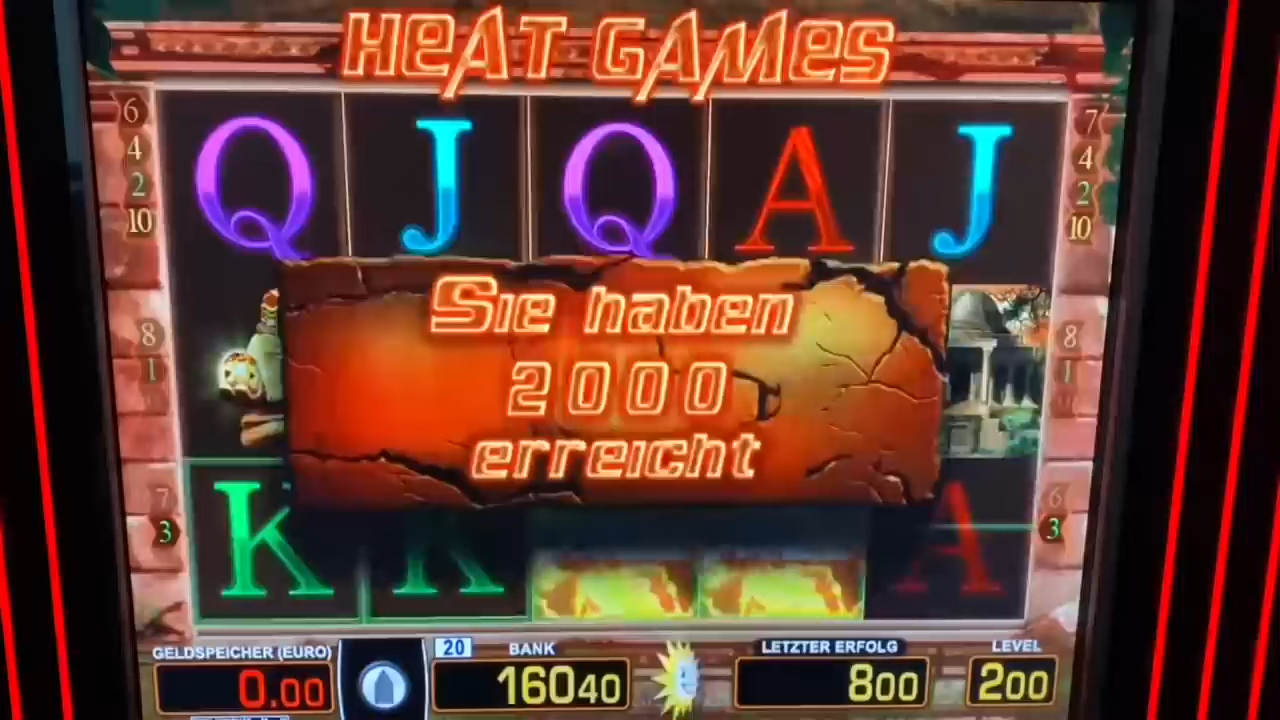 HEAT GAMES
6 7
4 4
2 2
10 10
Q J Q A J
Sie haben
2000
erreicht
8 8
1 1
7 6
3 3
K K A
GELDSPEICHER (EURO) 20 BANK LETZTER ERFOLG LEVEL
0.00 16040 800 200